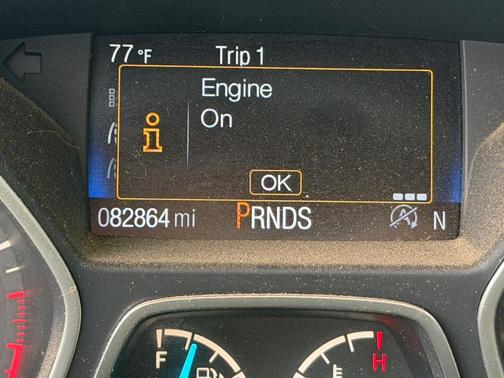 77 °F Trip 1
Engine
On
i
OK
082864 mi PRNDS A N
F H